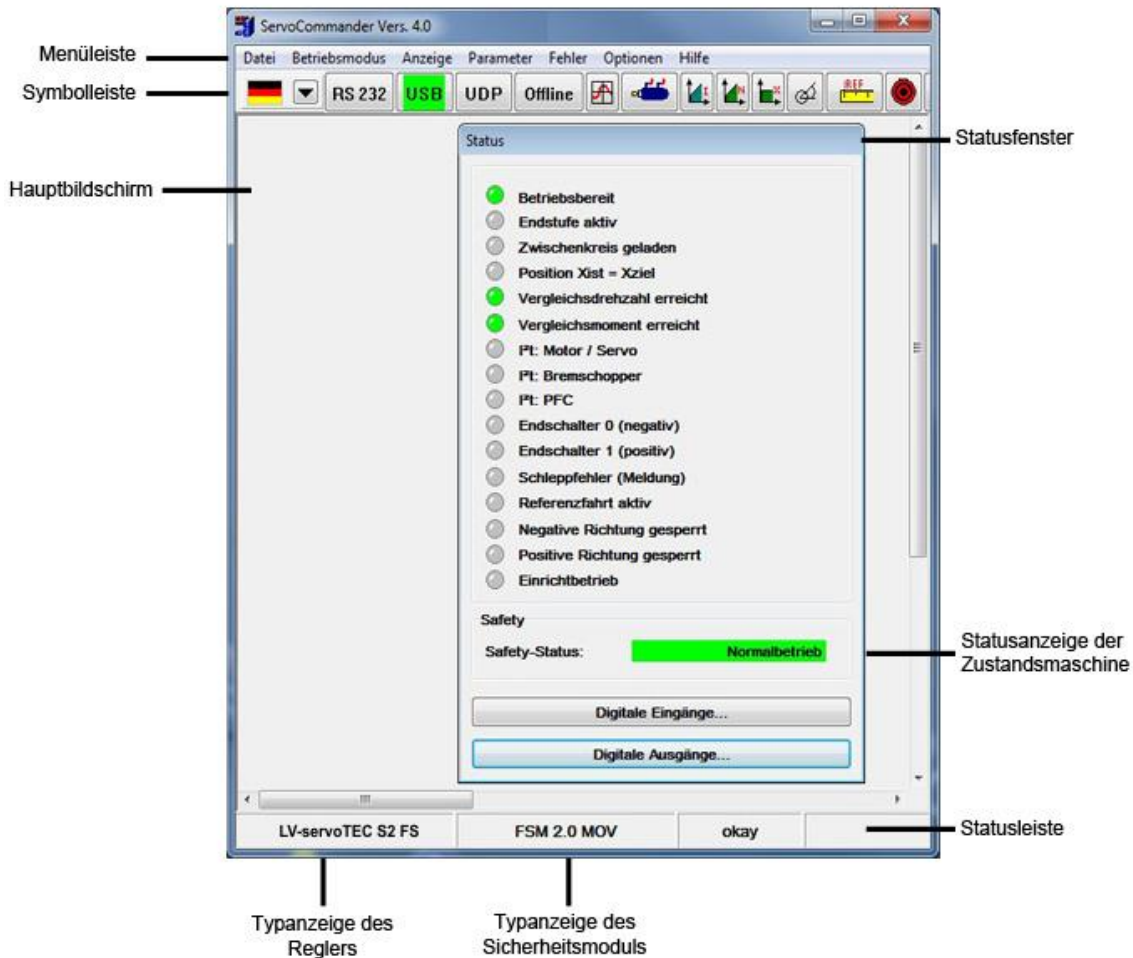 ServoCommander Vers. 4.0
Menüleiste
Datei Betriebsmodus Anzeige Parameter Fehler Optionen Hilfe
Symbolleiste
RS 232 USB UDP Offline I N X REF
Status
Statusfenster
Hauptbildschirm
Betriebsbereit
Endstufe aktiv
Zwischenkreis geladen
Position Xist = Xziel
Vergleichsdrehzahl erreicht
Vergleichsmoment erreicht
I²t: Motor / Servo
I²t: Bremschopper
I²t: PFC
Endschalter 0 (negativ)
Endschalter 1 (positiv)
Schleppfehler (Meldung)
Referenzfahrt aktiv
Negative Richtung gesperrt
Positive Richtung gesperrt
Einrichtbetrieb
Safety
Safety-Status: Normalbetrieb
Statusanzeige der
Zustandsmaschine
Digitale Eingänge...
Digitale Ausgänge...
LV-servoTEC S2 FS FSM 2.0 MOV okay
Statusleiste
Typanzeige des
Reglers
Typanzeige des
Sicherheitsmoduls